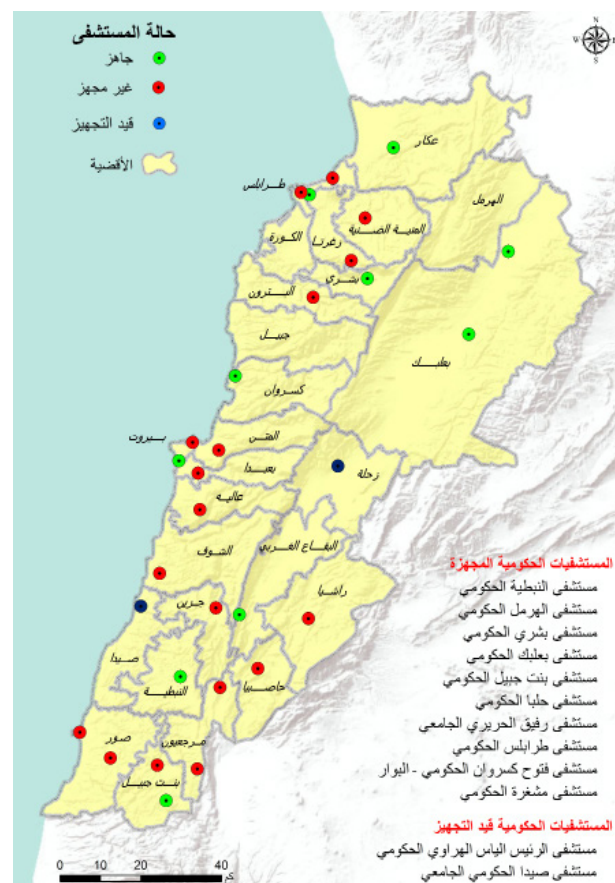 حالة المستشفى
جاهز
غير مجهز
قيد التجهيز
الأقضية
N
W
E
S
عكار
طرابلس
الهرمل
المنية الضنية
زغرتا
الكورة
بشري
البترون
جبيل
بعلبك
كسروان
المتن
بيروت
بعبدا
زحلة
عاليه
الشوف
البقاع الغربي
جزين
راشيا
صيدا
حاصبيا
النبطية
صور
مرجعيون
بنت جبيل
المستشفيات الحكومية المجهزة
مستشفى النبطية الحكومي
مستشفى الهرمل الحكومي
مستشفى بشري الحكومي
مستشفى بعلبك الحكومي
مستشفى بنت جبيل الحكومي
مستشفى حلبا الحكومي
مستشفى رفيق الحريري الجامعي
مستشفى طرابلس الحكومي
مستشفى فتوح كسروان الحكومي - البوار
مستشفى مشغرة الحكومي
المستشفيات الحكومية قيد التجهيز
مستشفى الرئيس الياس الهراوي الحكومي
مستشفى صيدا الحكومي الجامعي
0 10 20 40
كم